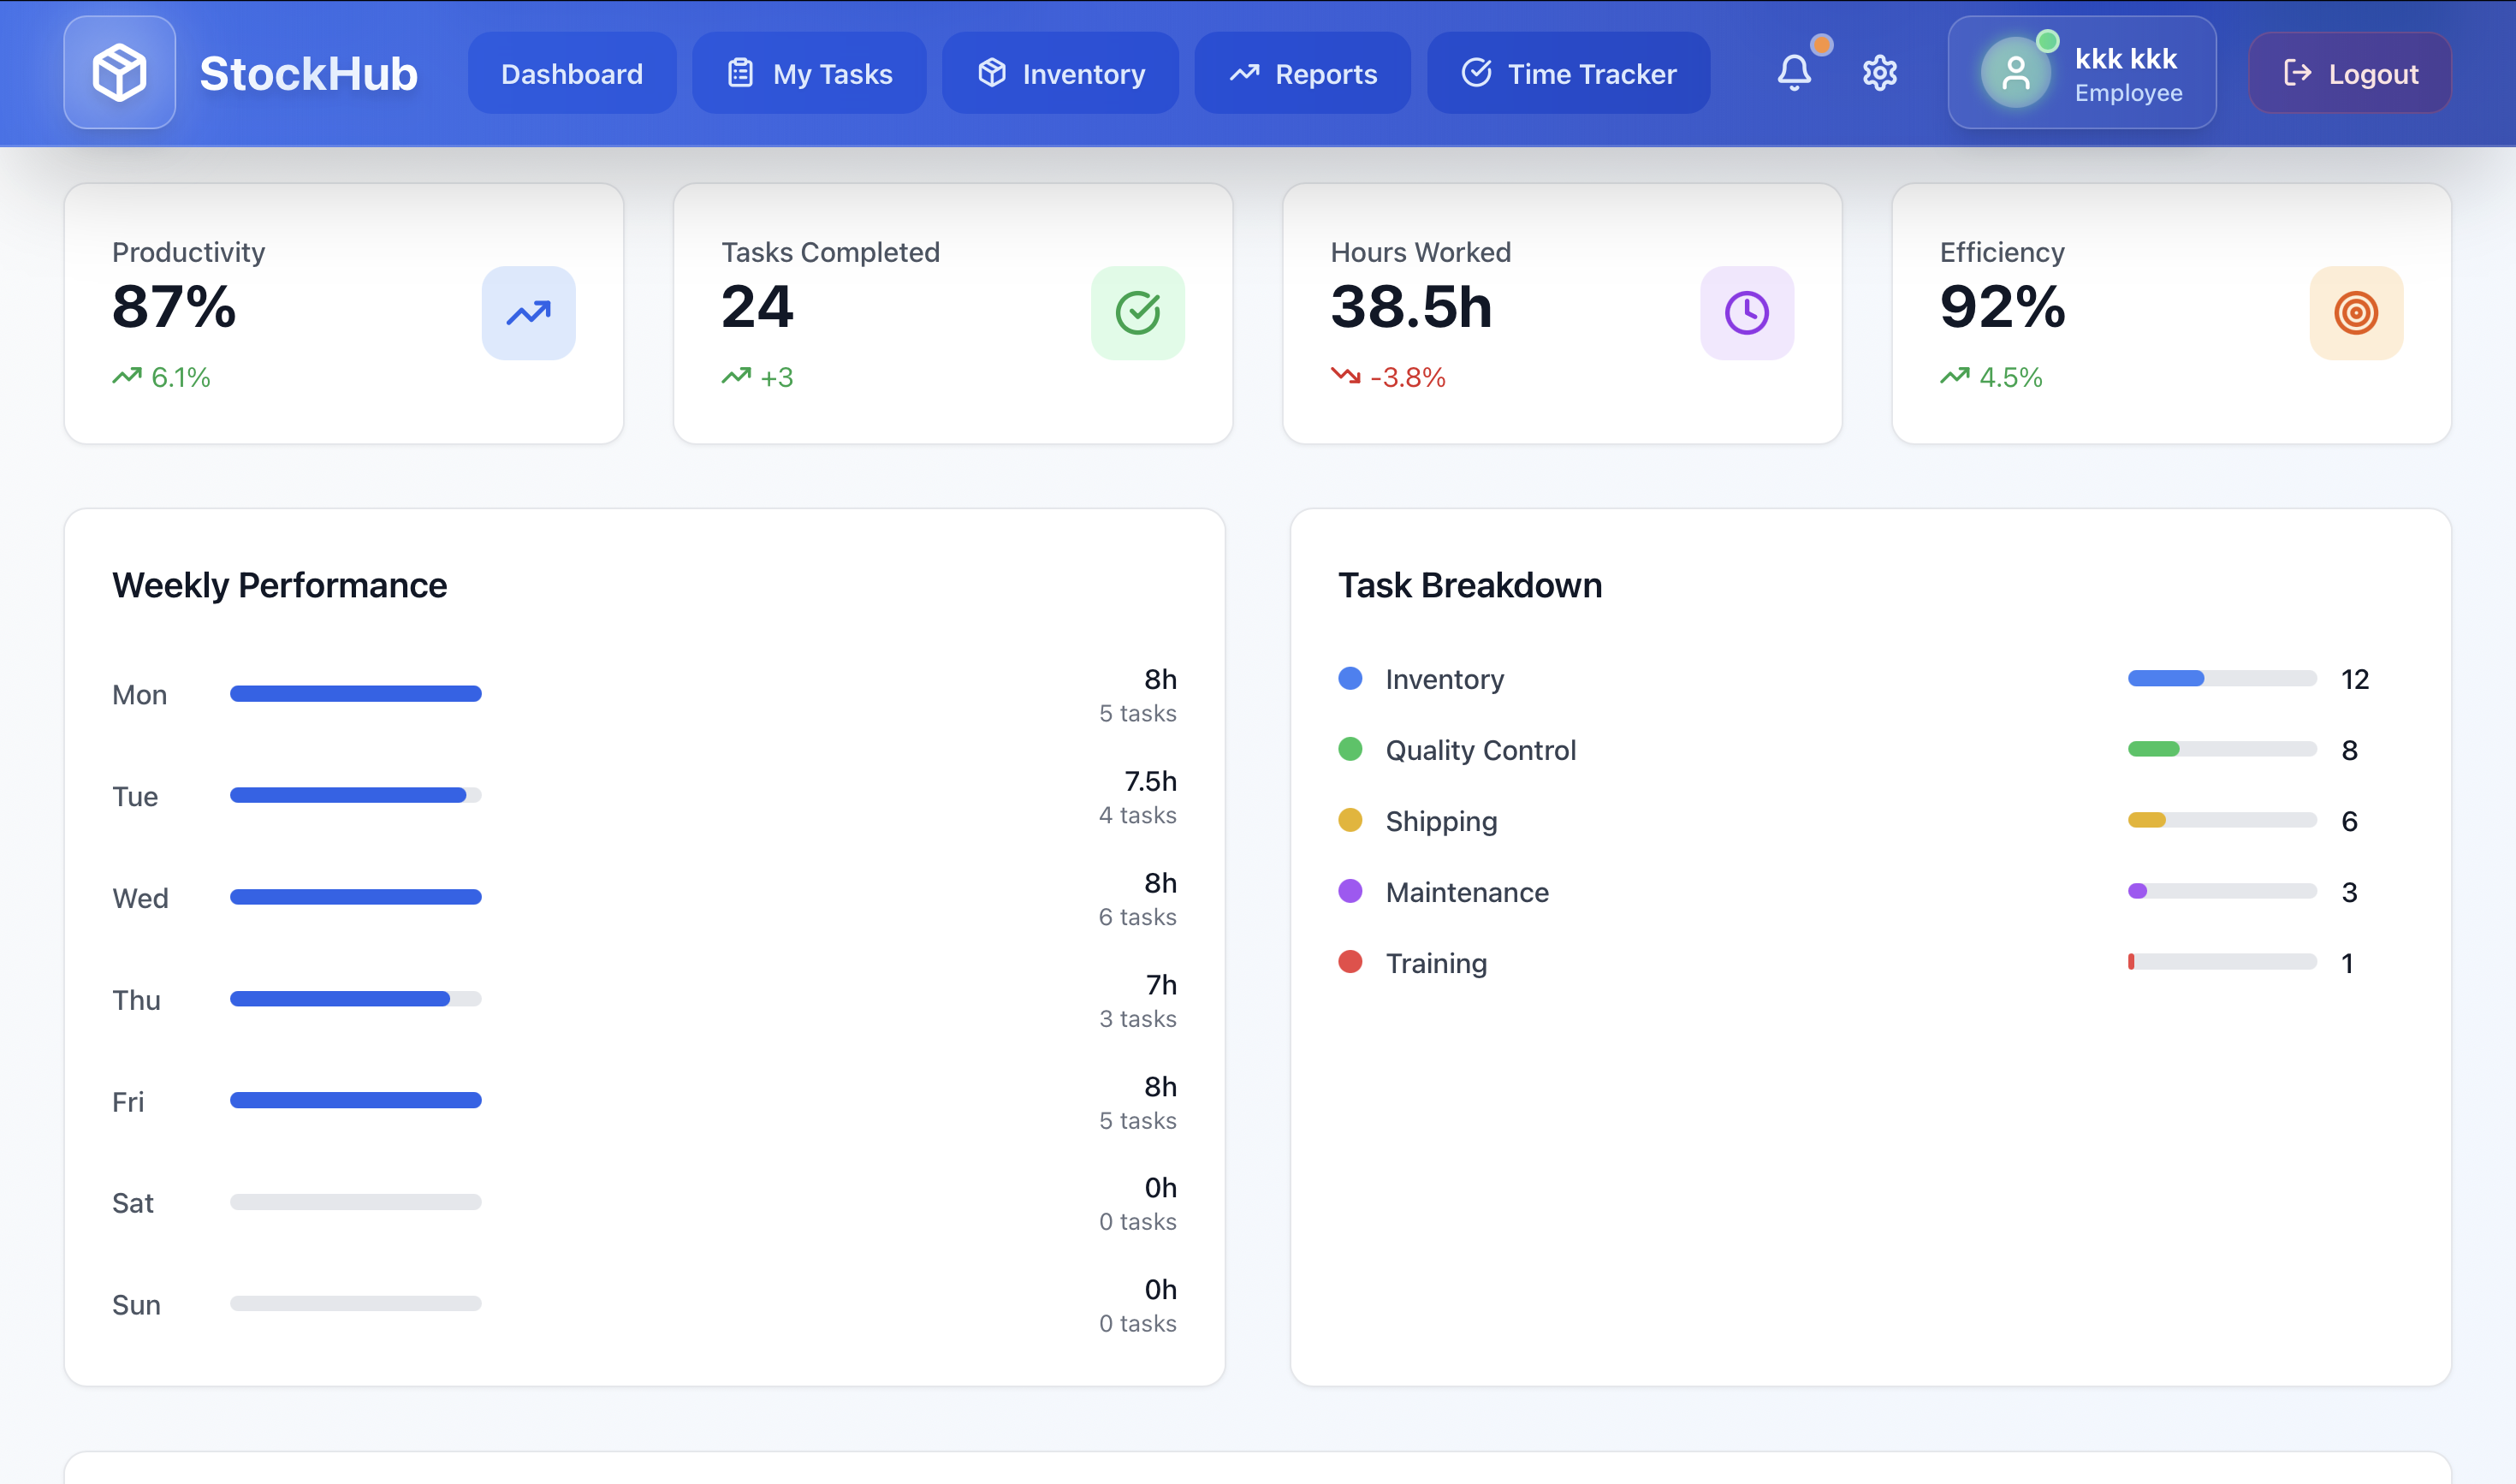 StockHub
Dashboard
My Tasks
Inventory
Reports
Time Tracker
kkk kkk
Employee
Logout
Productivity
87%
6.1%
Tasks Completed
24
+3
Hours Worked
38.5h
-3.8%
Efficiency
92%
4.5%
Weekly Performance
Mon
8h
5 tasks
Tue
7.5h
4 tasks
Wed
8h
6 tasks
Thu
7h
3 tasks
Fri
8h
5 tasks
Sat
0h
0 tasks
Sun
0h
0 tasks
Task Breakdown
Inventory 12
Quality Control 8
Shipping 6
Maintenance 3
Training 1